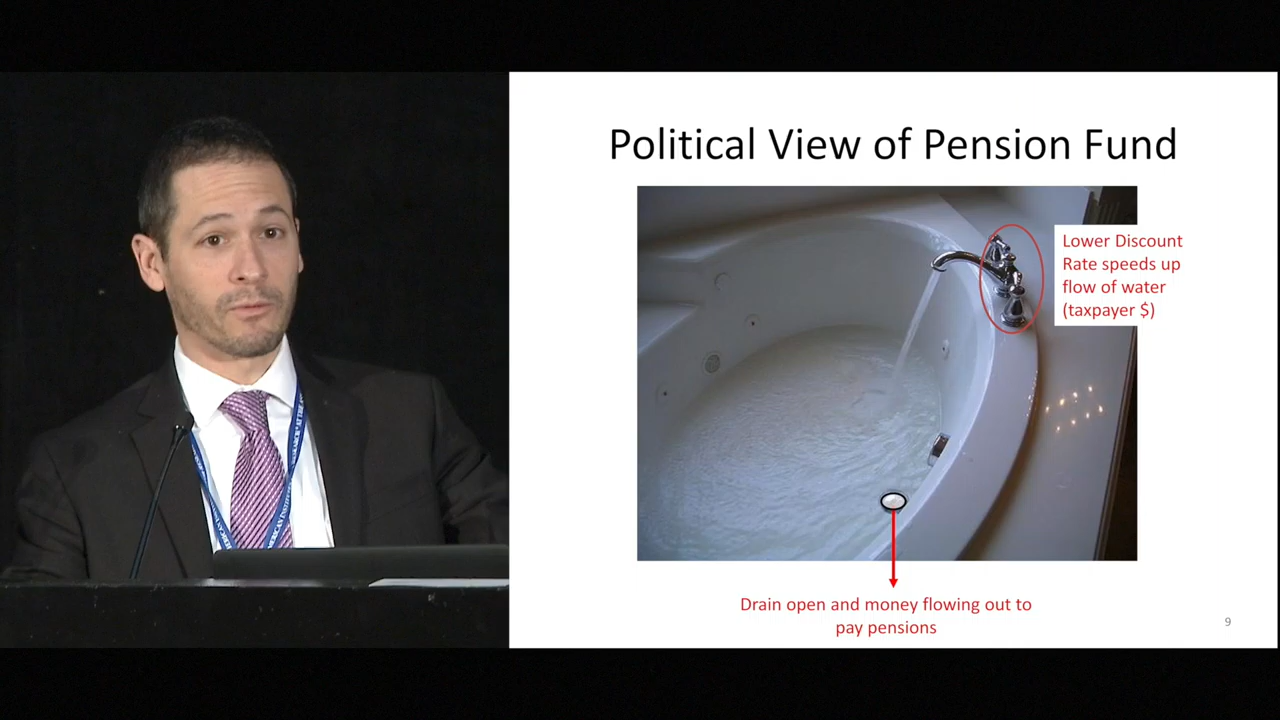 Political View of Pension Fund
Lower Discount
Rate speeds up
flow of water
(taxpayer $)
Drain open and money flowing out to
pay pensions
9
AMERICAN